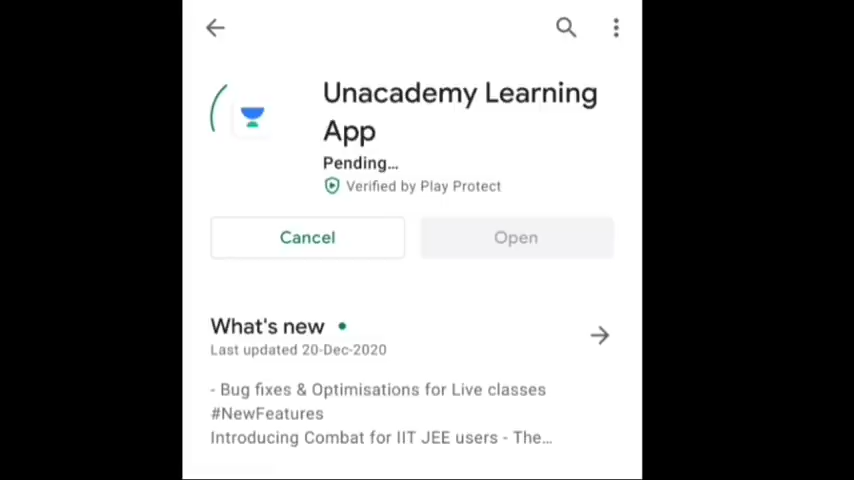 Unacademy Learning
App
Pending...
Verified by Play Protect
Cancel
Open
What's new
Last updated 20-Dec-2020
- Bug fixes & Optimisations for Live classes
#NewFeatures
Introducing Combat for IIT JEE users - The...